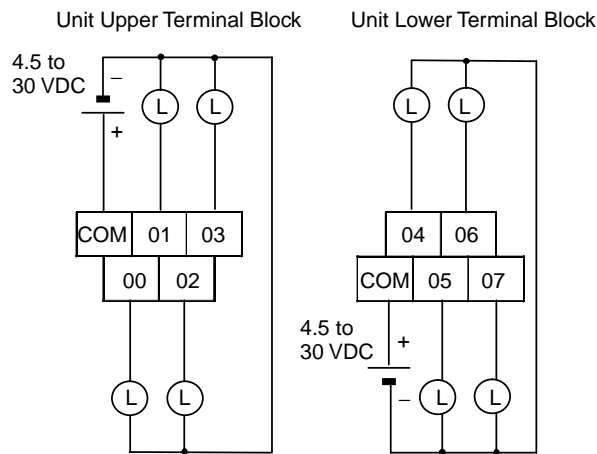 Unit Upper Terminal Block
4.5 to
30 VDC
–
+
L
L
COM
01
03
00
02
L
L
Unit Lower Terminal Block
L
L
04
06
COM
05
07
4.5 to
30 VDC
+
–
L
L